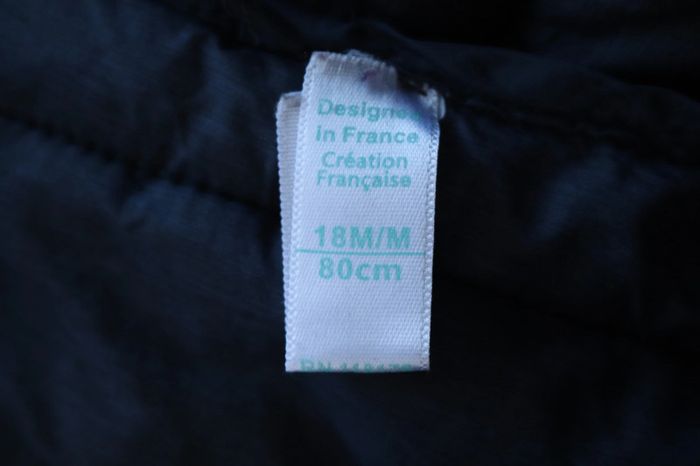 Designed
in France
Création
Française
18M/M
80cm